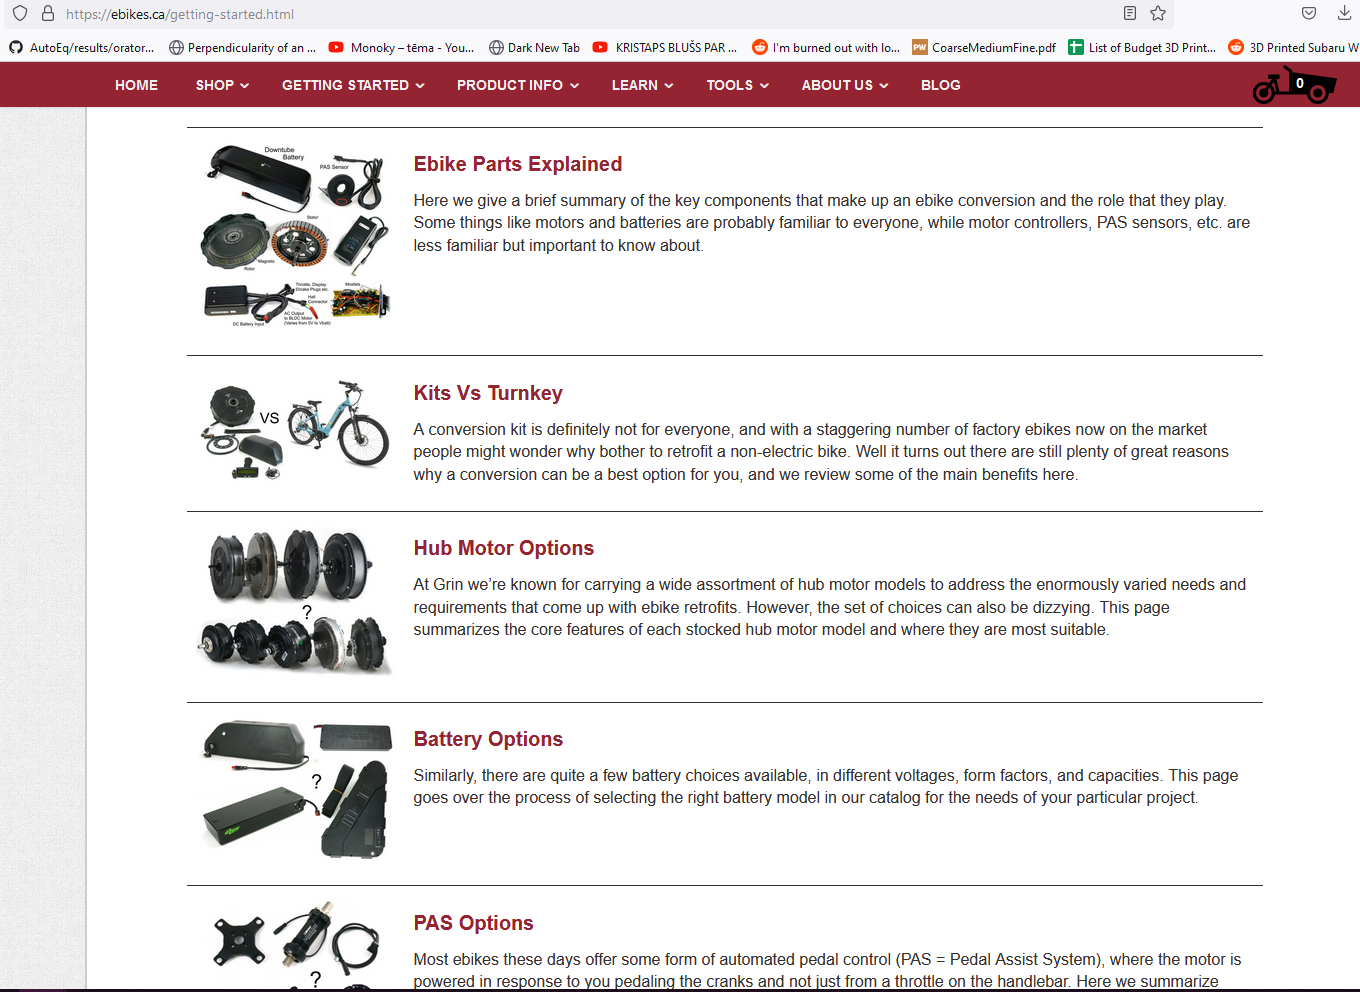 https://ebikes.ca/getting-started.html
AutoEq/results/orator...
Perpendicularity of an ...
Monoky – tēma - You...
Dark New Tab
KRISTAPS BLUŠS PAR ...
I'm burned out with lo...
PW CoarseMediumFine.pdf
List of Budget 3D Print...
3D Printed Subaru W
HOME
SHOP
GETTING STARTED
PRODUCT INFO
LEARN
TOOLS
ABOUT US
BLOG
0
Downtube
Battery
PAS Sensor
Stator
Magnets
Rotor
Throttle, Display
Ebrake Plugs etc.
Hall
Connector
Mosfets
AC Output
to BLDC Motor
(Varies from 0V to Vbatt)
DC Battery Input
Ebike Parts Explained
Here we give a brief summary of the key components that make up an ebike conversion and the role that they play.
Some things like motors and batteries are probably familiar to everyone, while motor controllers, PAS sensors, etc. are
less familiar but important to know about.
VS
Kits Vs Turnkey
A conversion kit is definitely not for everyone, and with a staggering number of factory ebikes now on the market
people might wonder why bother to retrofit a non-electric bike. Well it turns out there are still plenty of great reasons
why a conversion can be a best option for you, and we review some of the main benefits here.
?
Hub Motor Options
At Grin we're known for carrying a wide assortment of hub motor models to address the enormously varied needs and
requirements that come up with ebike retrofits. However, the set of choices can also be dizzying. This page
summarizes the core features of each stocked hub motor model and where they are most suitable.
?
Battery Options
Similarly, there are quite a few battery choices available, in different voltages, form factors, and capacities. This page
goes over the process of selecting the right battery model in our catalog for the needs of your particular project.
?
PAS Options
Most ebikes these days offer some form of automated pedal control (PAS = Pedal Assist System), where the motor is
powered in response to you pedaling the cranks and not just from a throttle on the handlebar. Here we summarize